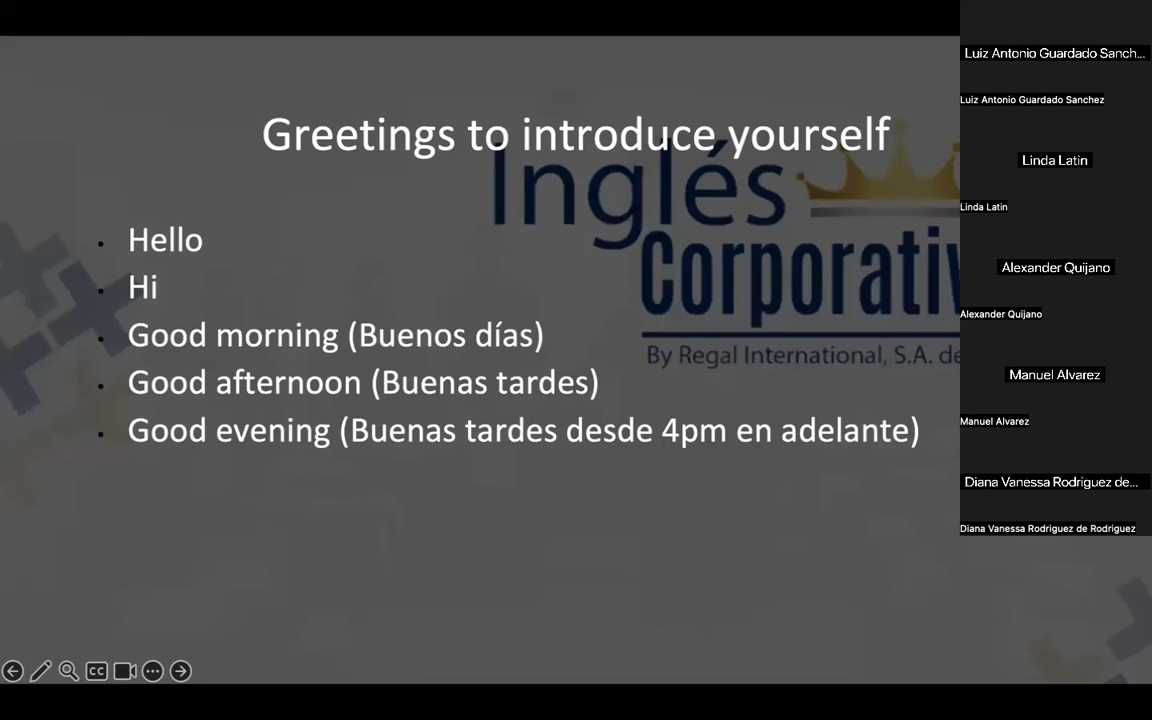 Greetings to introduce yourself
Inglés
Corporativ
By Regal International, S.A. de
Hello
Hi
Good morning (Buenos días)
Good afternoon (Buenas tardes)
Good evening (Buenas tardes desde 4pm en adelante)
CC
Luiz Antonio Guardado Sanch...
Luiz Antonio Guardado Sanchez
Linda Latin
Linda Latin
Alexander Quijano
Alexander Quijano
Manuel Alvarez
Manuel Alvarez
Diana Vanessa Rodriguez de...
Diana Vanessa Rodriguez de Rodriguez